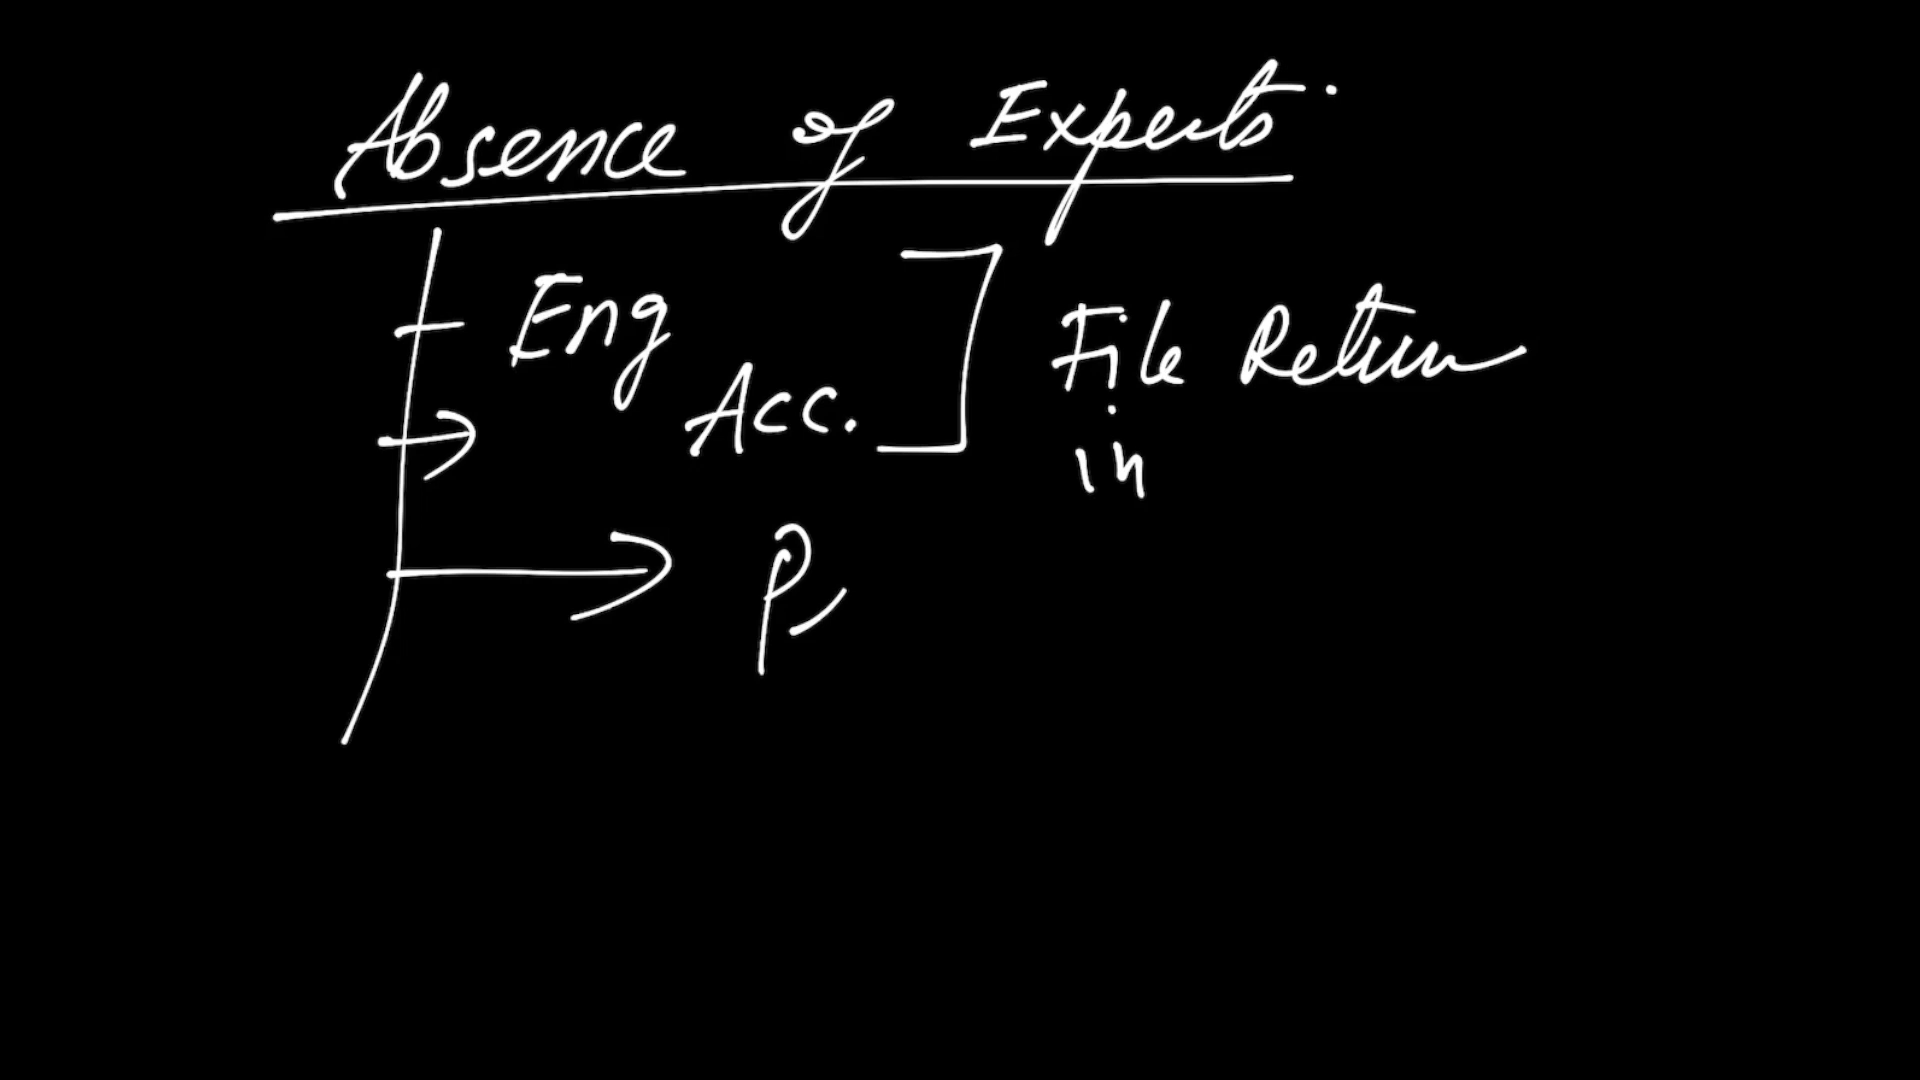 Absence of Experts.
Eng
Acc.
File Return
in
P,